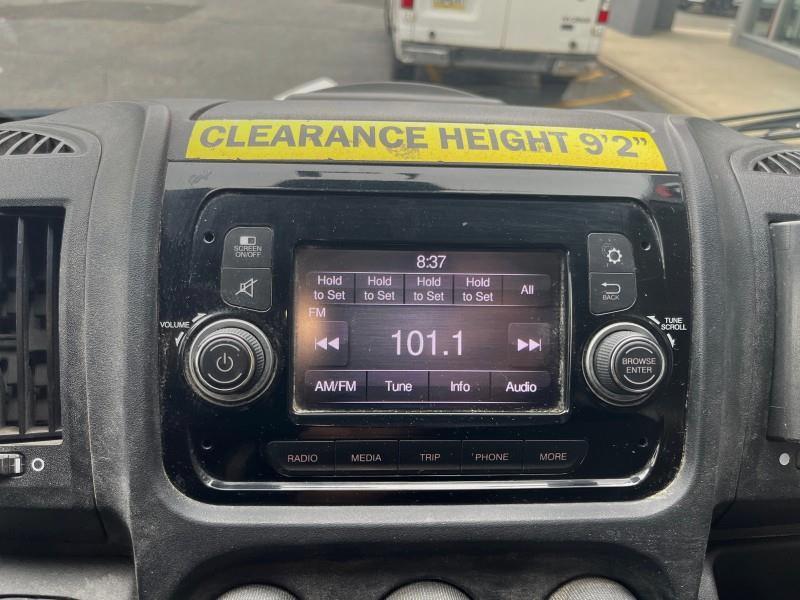 CLEARANCE HEIGHT 9'2"
SCREEN
ON/OFF
8:37
Hold
to Set
Hold
to Set
Hold
to Set
Hold
to Set
All
FM
101.1
AM/FM
Tune
Info
Audio
BACK
VOLUME
TUNE
SCROLL
BROWSE
ENTER
RADIO
MEDIA
TRIP
PHONE
MORE